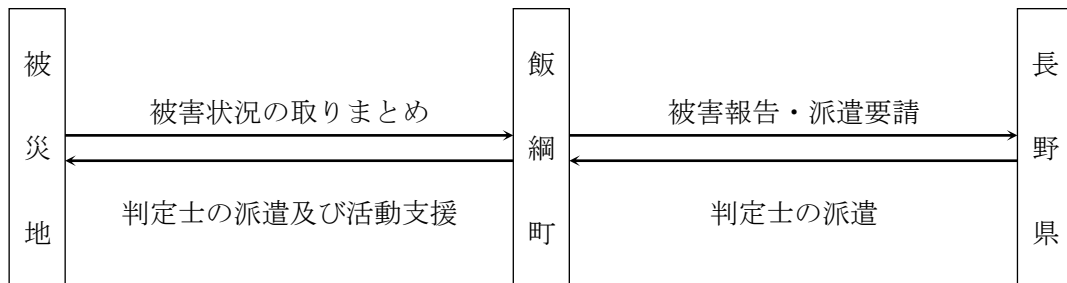 被災地
被害状況の取りまとめ
判定士の派遣及び活動支援
飯綱町
被害報告・派遣要請
判定士の派遣
長野県